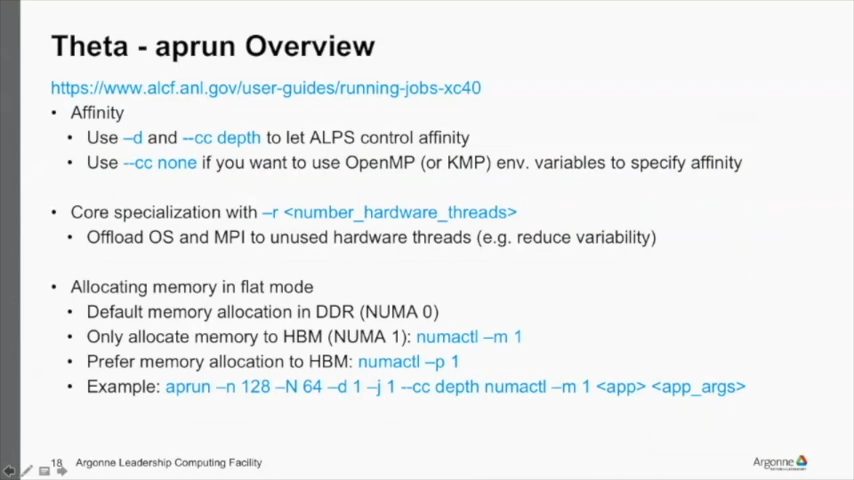 Theta - aprun Overview
https://www.alcf.anl.gov/user-guides/running-jobs-xc40
• Affinity
• Use –d and --cc depth to let ALPS control affinity
• Use --cc none if you want to use OpenMP (or KMP) env. variables to specify affinity
• Core specialization with –r <number_hardware_threads>
• Offload OS and MPI to unused hardware threads (e.g. reduce variability)
• Allocating memory in flat mode
• Default memory allocation in DDR (NUMA 0)
• Only allocate memory to HBM (NUMA 1): numactl –m 1
• Prefer memory allocation to HBM: numactl –p 1
• Example: aprun –n 128 –N 64 –d 1 –j 1 --cc depth numactl –m 1 <app> <app_args>
18 Argonne Leadership Computing Facility
Argonne